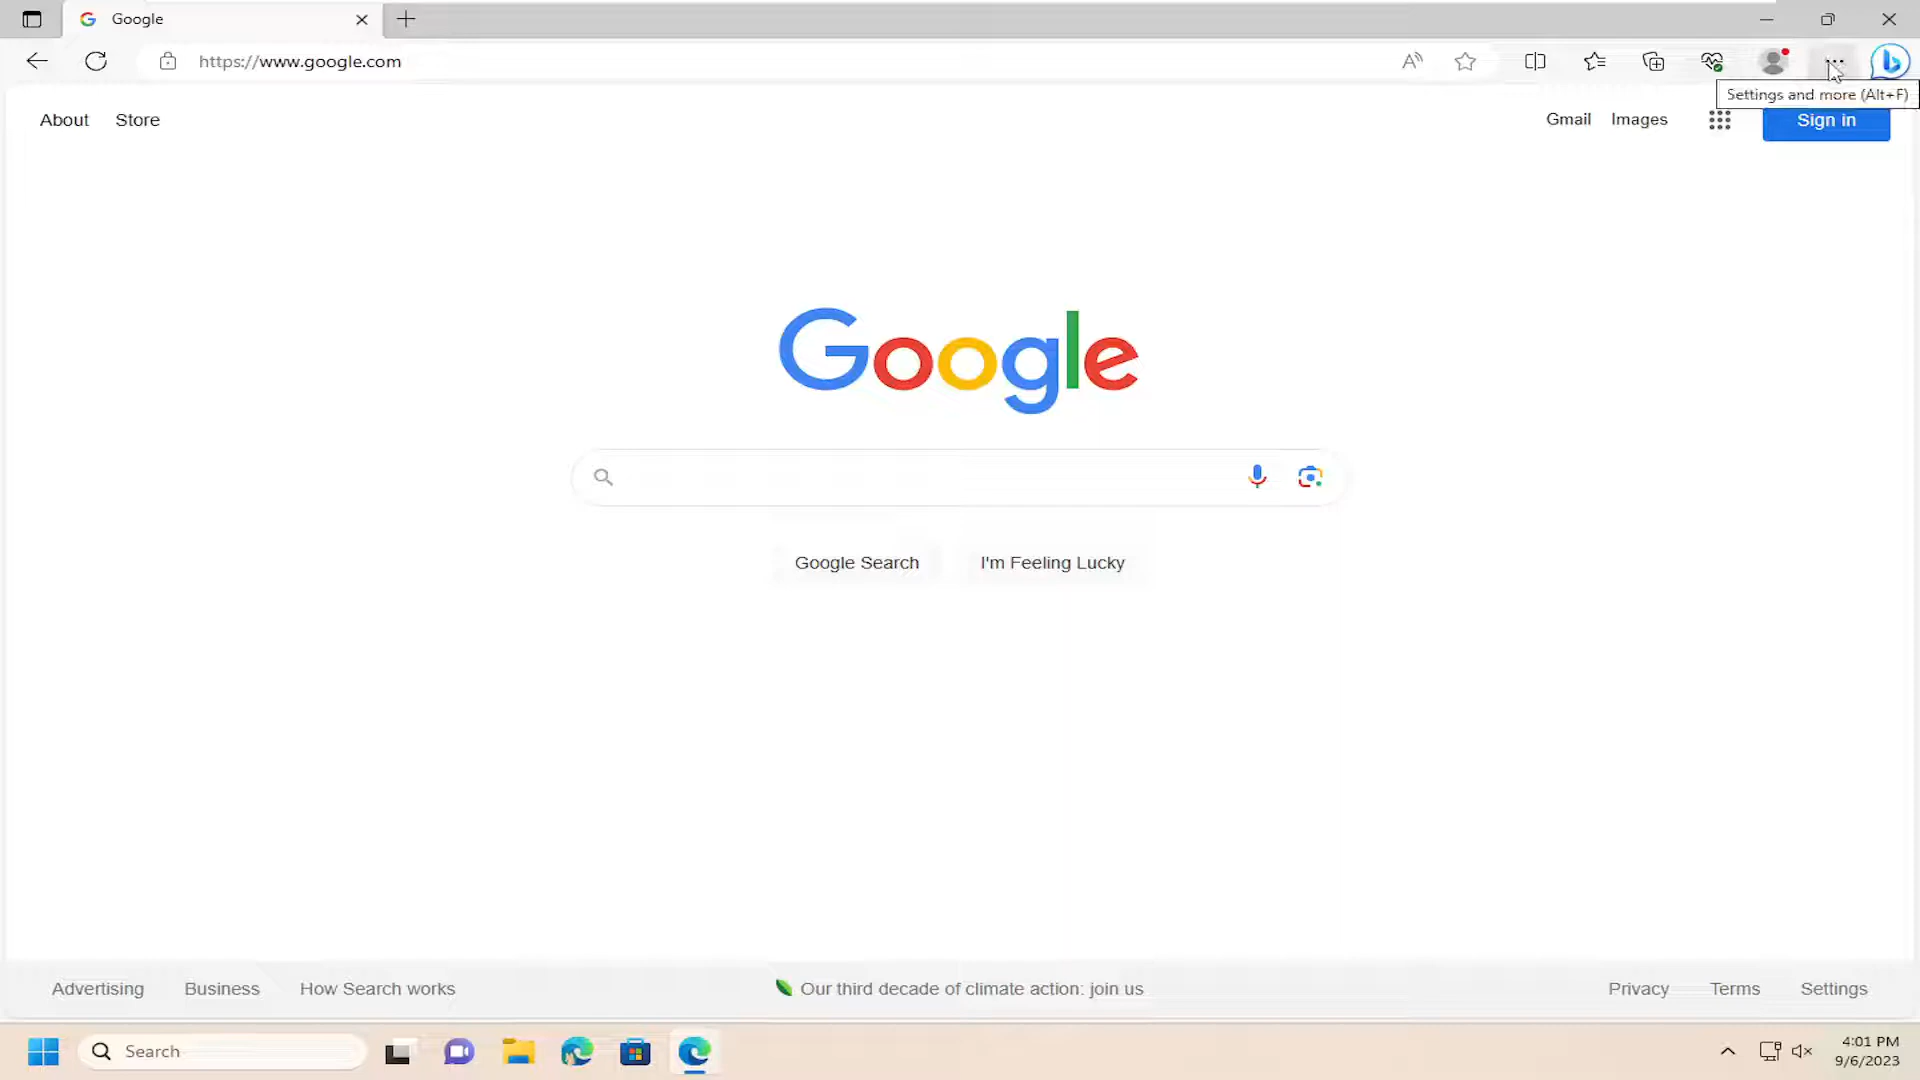 Google
https://www.google.com
Settings and more (Alt+F)
About Store
Gmail Images
Sign in
Google
Google Search I'm Feeling Lucky
Advertising Business How Search works
Our third decade of climate action: join us
Privacy Terms Settings
Search
4:01 PM
9/6/2023